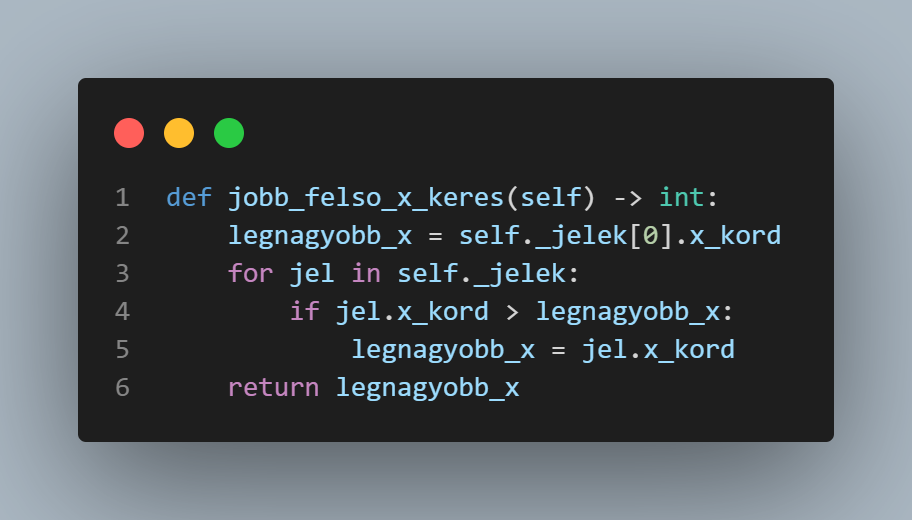 1 def jobb_felso_x_keres(self) -> int:
2     legnagyobb_x = self._jelek[0].x_kord
3     for jel in self._jelek:
4         if jel.x_kord > legnagyobb_x:
5             legnagyobb_x = jel.x_kord
6     return legnagyobb_x